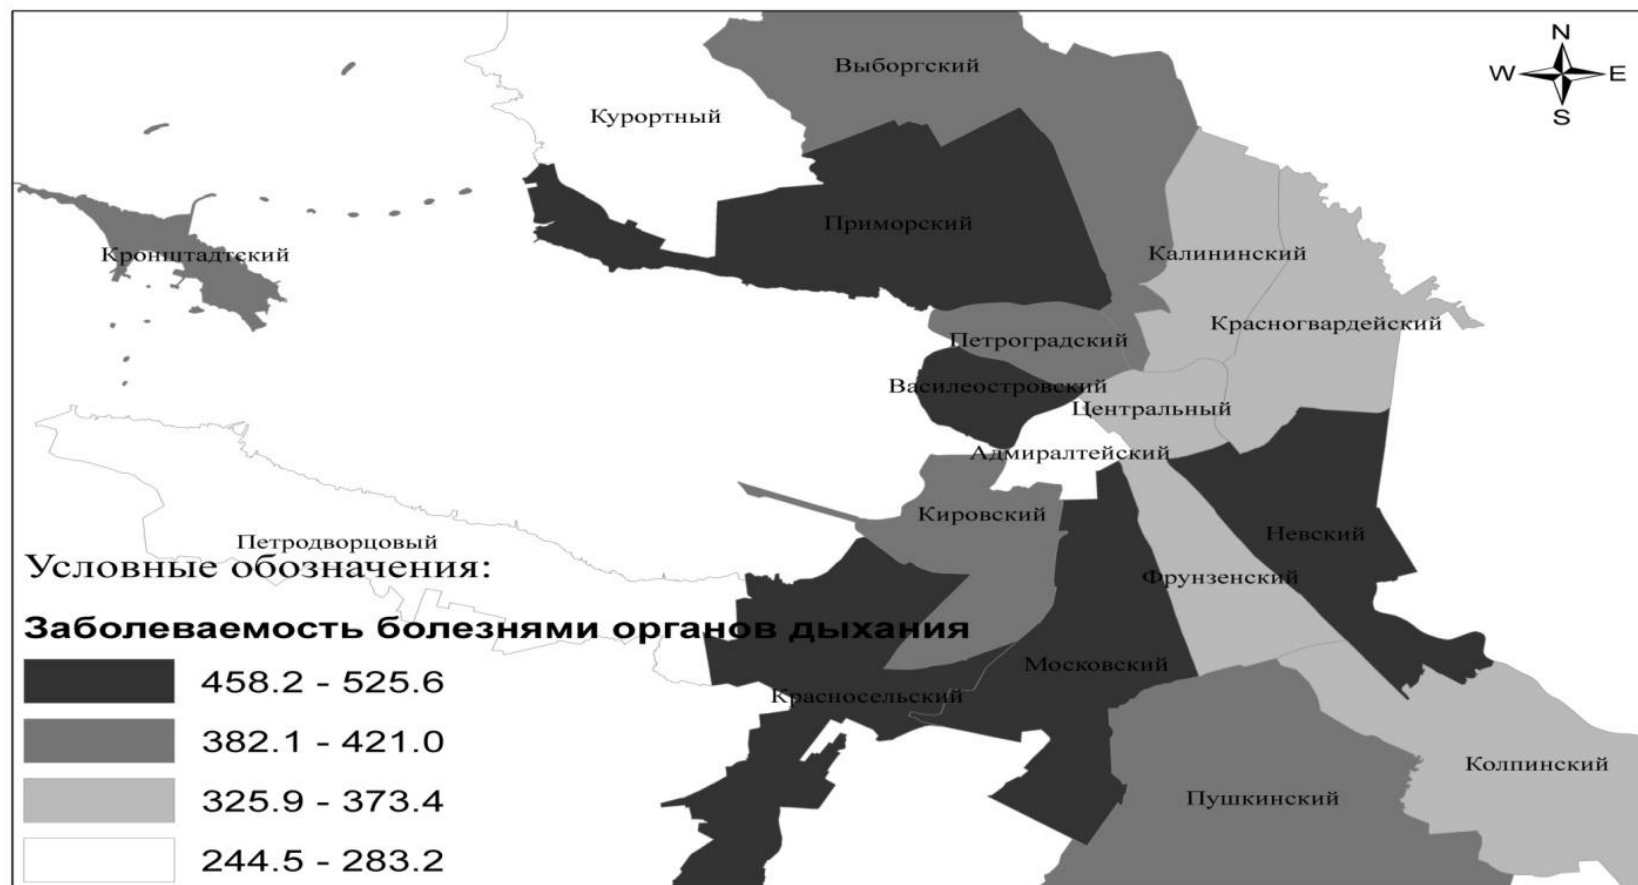 N
W E
S
Выборгский
Курортный
Приморский
Кронштадтский
Калининский
Красногвардейский
Петроградский
Василеостровский
Центральный
Адмиралтейский
Кировский
Невский
Петродворцовый
Фрунзенский
Московский
Красносельский
Колпинский
Пушкинский
Условные обозначения:
Заболеваемость болезнями органов дыхания
458.2 - 525.6
382.1 - 421.0
325.9 - 373.4
244.5 - 283.2